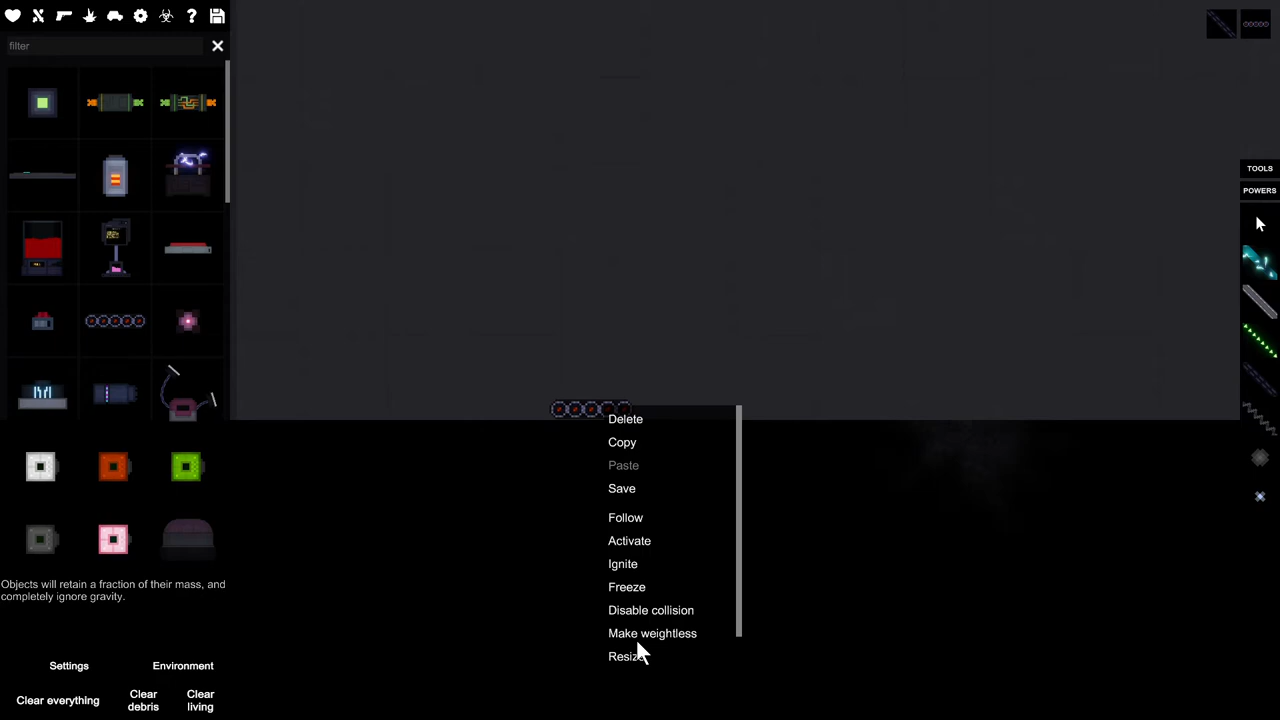 filter
TOOLS
POWERS
Delete
Copy
Paste
Save
Follow
Activate
Ignite
Freeze
Disable collision
Make weightless
Resize
Objects will retain a fraction of their mass, and
completely ignore gravity.
Settings
Environment
Clear everything
Clear
debris
Clear
living